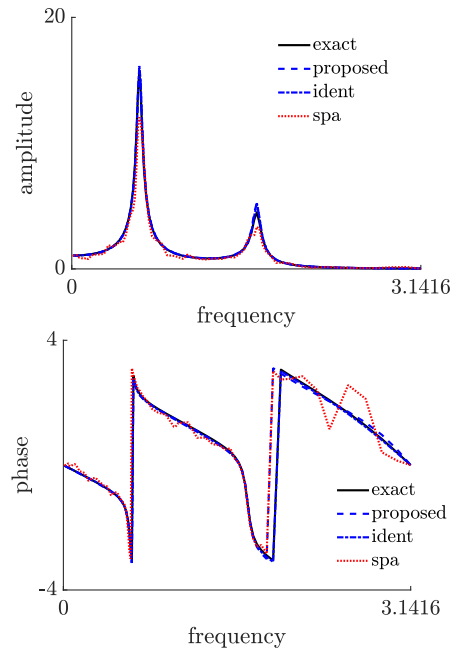 20
exact
proposed
ident
spa
amplitude
0
0
3.1416
frequency
4
phase
exact
proposed
ident
spa
-4
0
3.1416
frequency